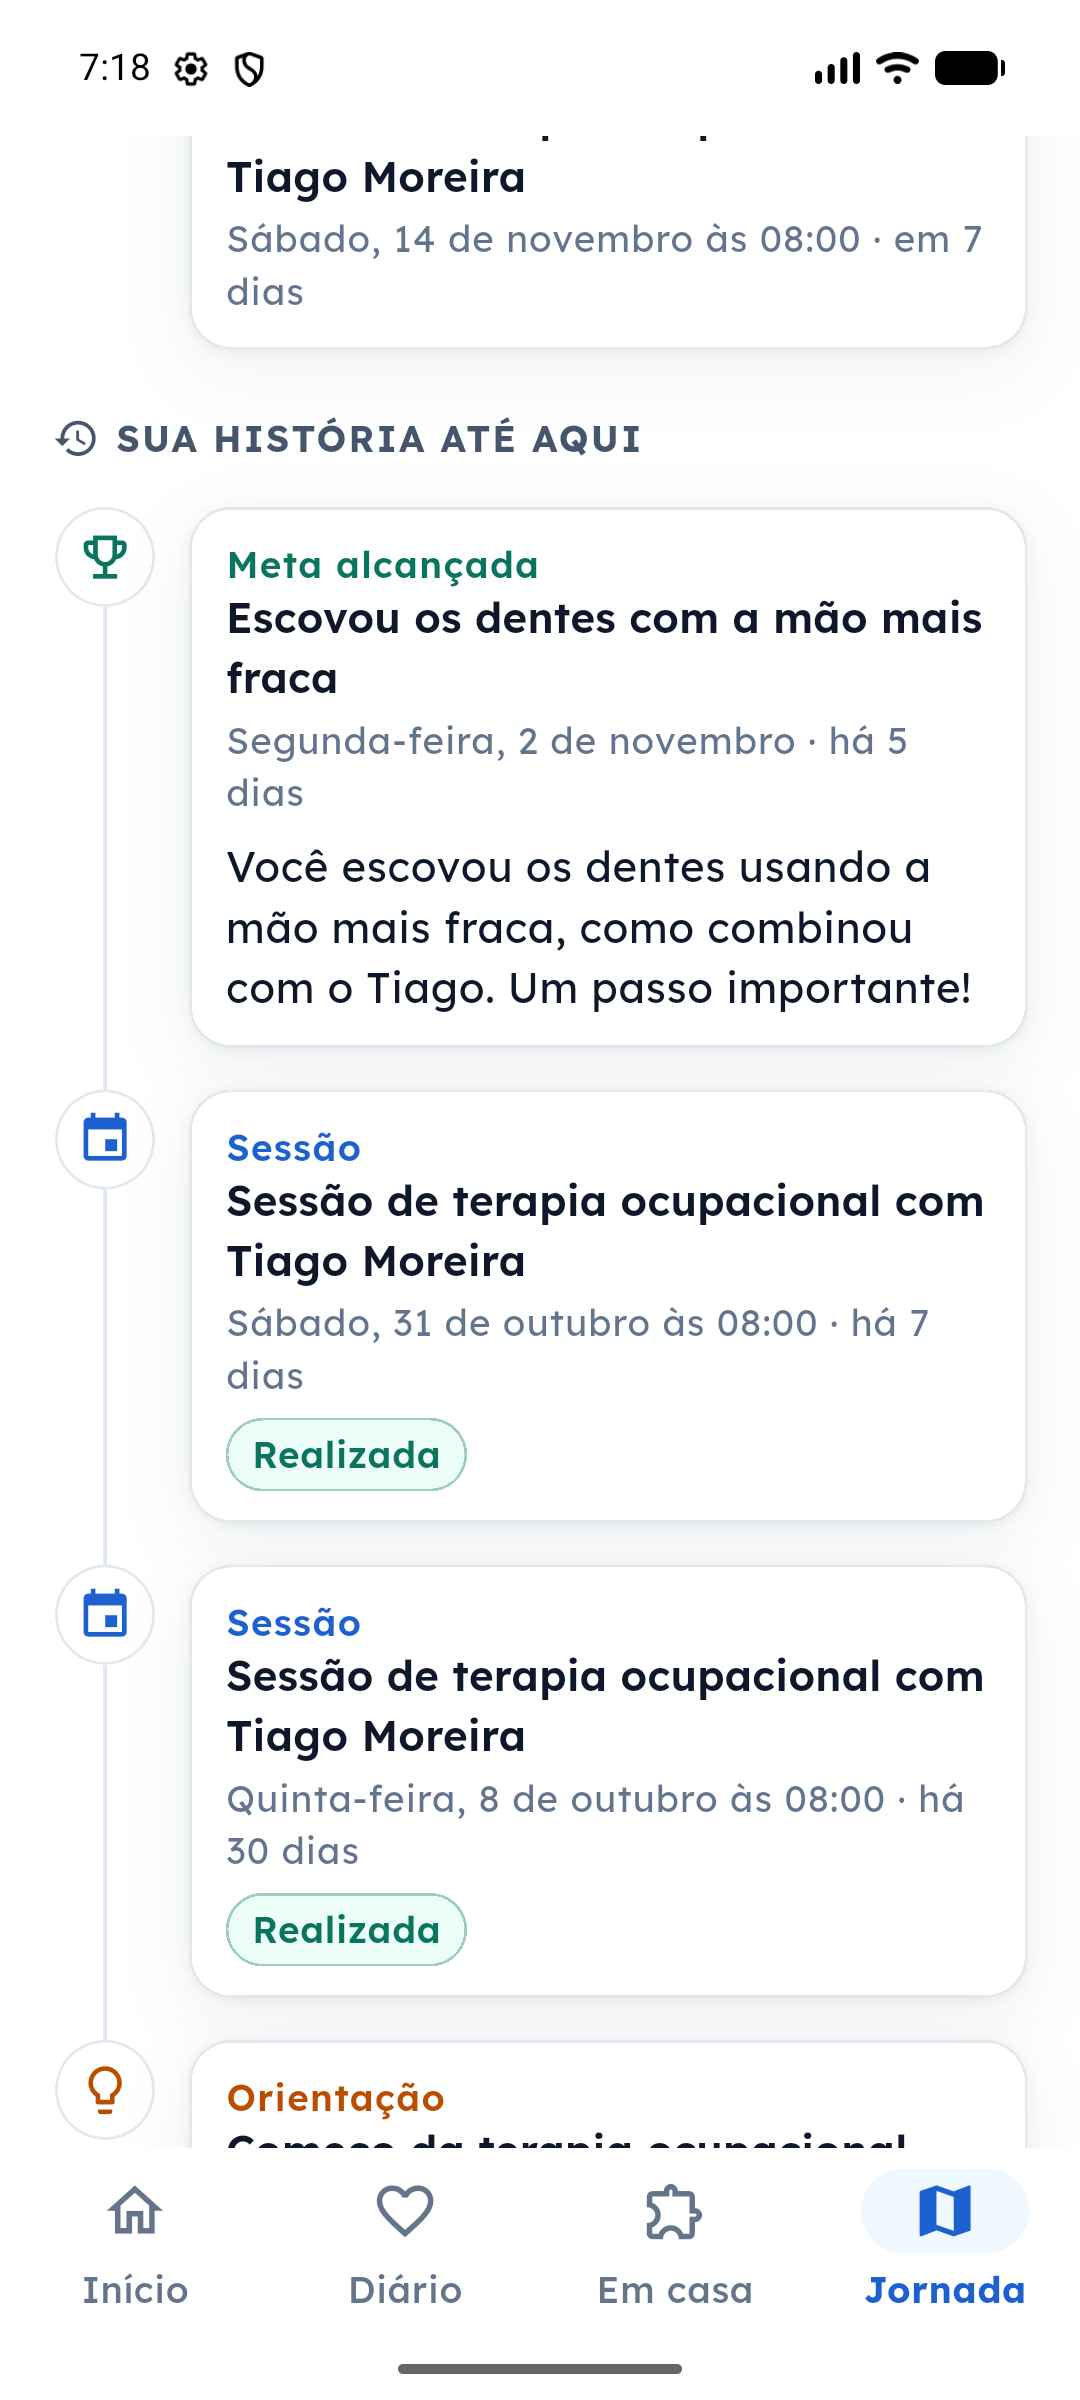 7:18
Tiago Moreira
Sábado, 14 de novembro às 08:00 · em 7
dias
SUA HISTÓRIA ATÉ AQUI
Meta alcançada
Escovou os dentes com a mão mais
fraca
Segunda-feira, 2 de novembro · há 5
dias
Você escovou os dentes usando a
mão mais fraca, como combinou
com o Tiago. Um passo importante!
Sessão
Sessão de terapia ocupacional com
Tiago Moreira
Sábado, 31 de outubro às 08:00 · há 7
dias
Realizada
Sessão
Sessão de terapia ocupacional com
Tiago Moreira
Quinta-feira, 8 de outubro às 08:00 · há
30 dias
Realizada
Orientação
Começo da terapia ocupacional
Início
Diário
Em casa
Jornada